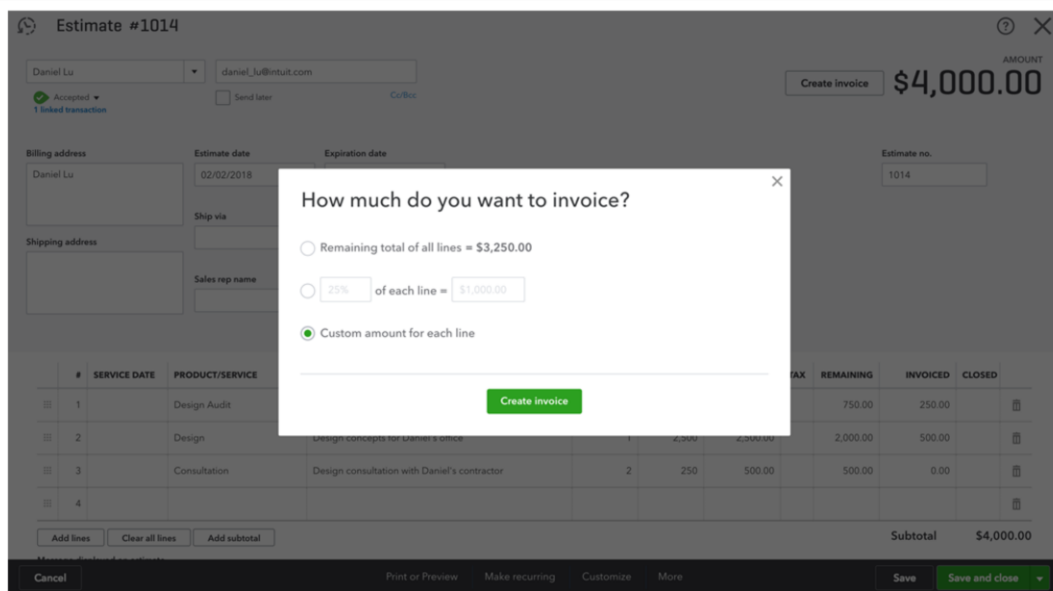 Estimate #1014
AMOUNT
Daniel Lu
daniel_lu@intuit.com
Create invoice
$4,000.00
Accepted
Send later
Cc/Bcc
1 linked transaction
Billing address
Estimate date
Expiration date
Estimate no.
Daniel Lu
02/02/2018
1014
Ship via
Shipping address
Sales rep name
How much do you want to invoice?
Remaining total of all lines = $3,250.00
25% of each line = $1,000.00
Custom amount for each line
Create invoice
# SERVICE DATE PRODUCT/SERVICE TAX REMAINING INVOICED CLOSED
1 Design Audit 750.00 250.00
2 Design Design concepts for Daniel's office 1 2,500 2,500.00 2,000.00 500.00
3 Consultation Design consultation with Daniel's contractor 2 250 500.00 500.00 0.00
4
Add lines Clear all lines Add subtotal Subtotal $4,000.00
Message displayed on estimate
Cancel Print or Preview Make recurring Customize More Save Save and close